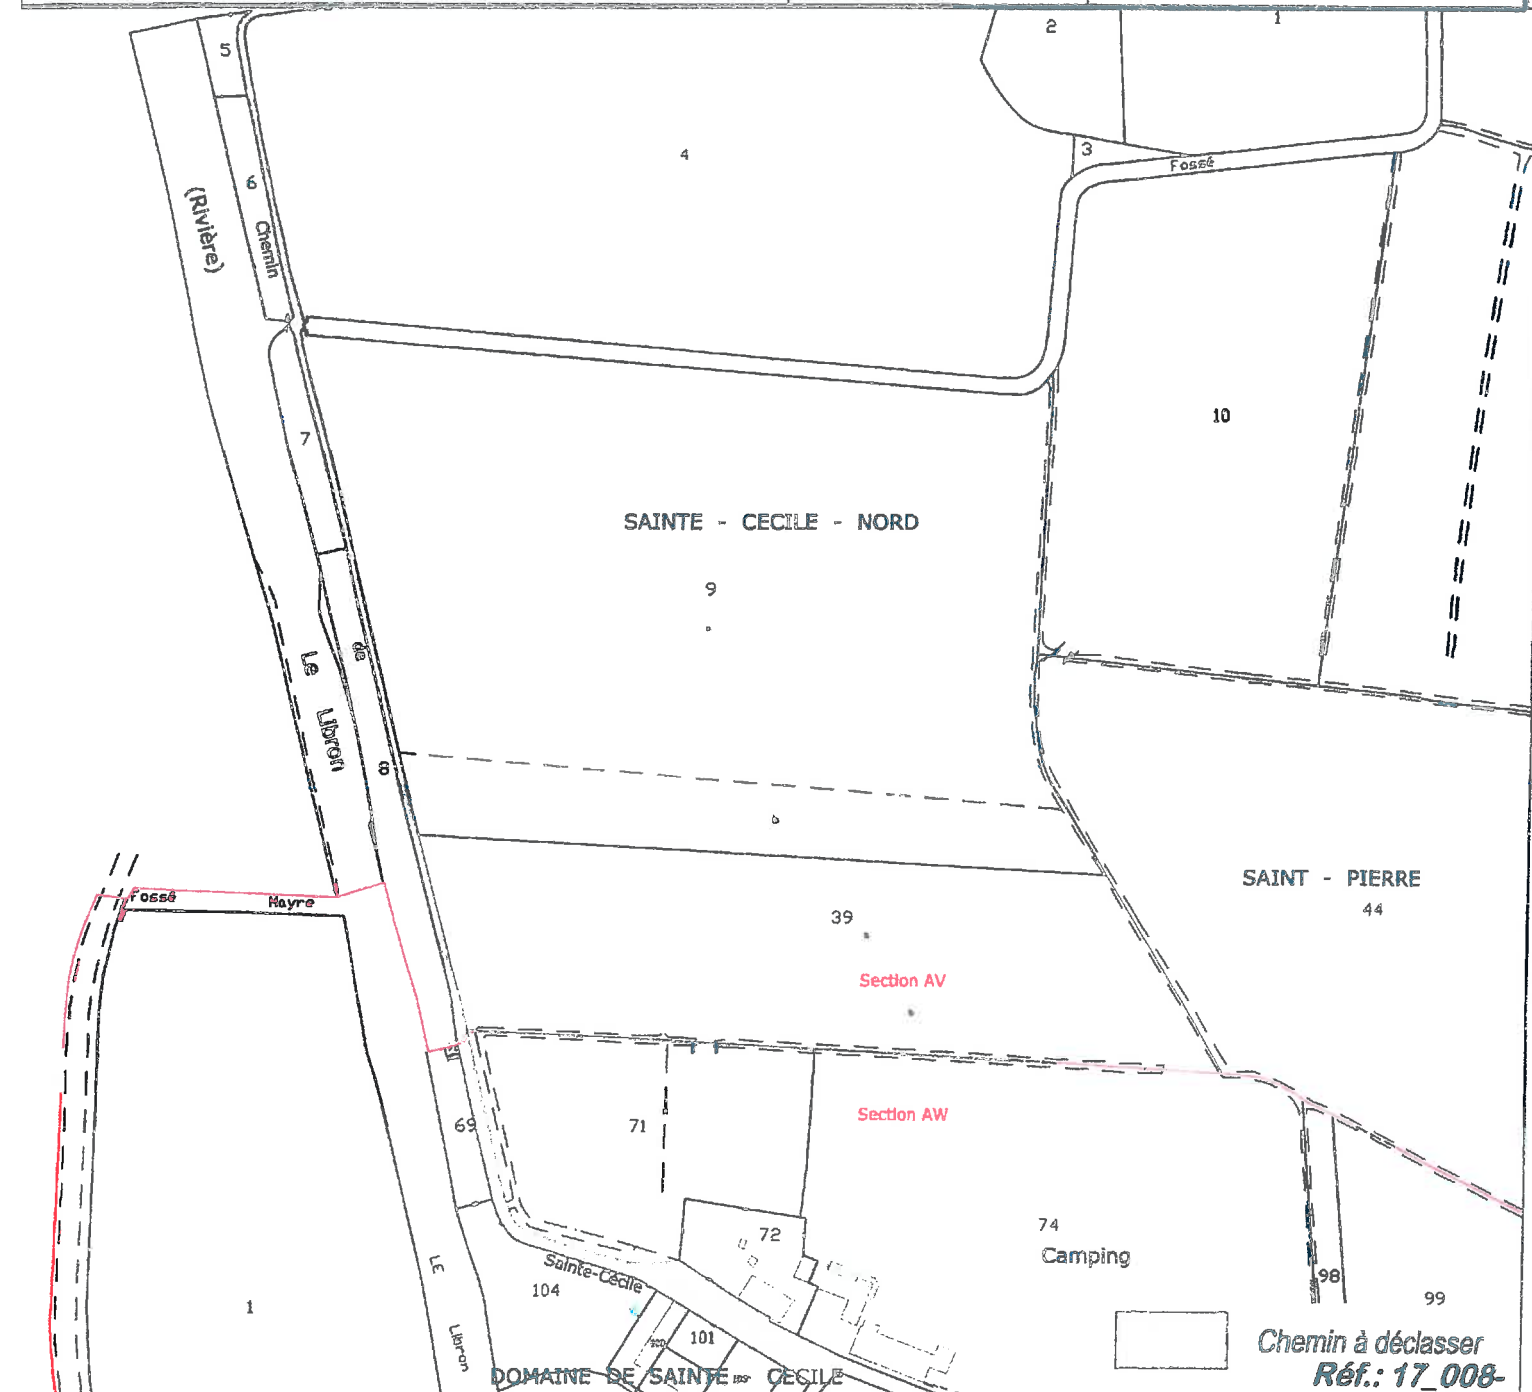 2
1
5
4
3
Fossé
6
(Rivière)
Chemin
10
7
SAINTE - CECILE - NORD
9
de
Le Libron
8
SAINT - PIERRE
44
Fossé Mayre
39
Section AV
Section AW
69
71
74
Camping
72
LE Libron
Sainte-Cécile
104
1
98
99
101
Chemin à déclasser
DOMAINE DE SAINTE CECILE
Réf.: 17_008-